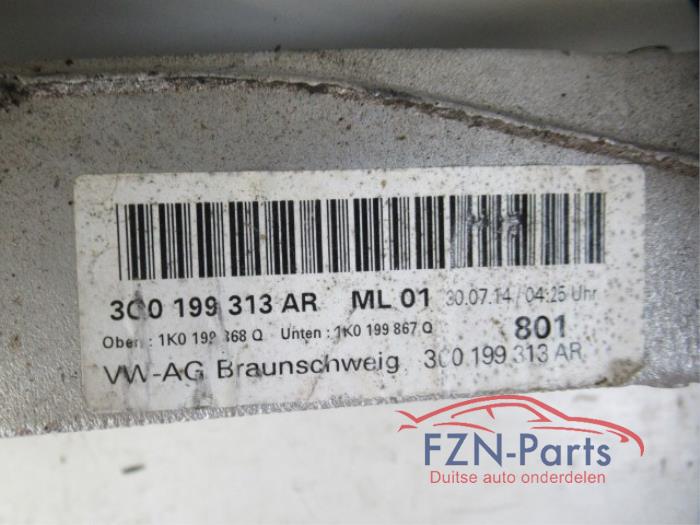 3C0 199 313 AR ML 01 30.07.14 / 04:25 Uhr
Oben : 1K0 199 868 Q Unten : 1K0 199 867 Q 801
VW-AG Braunschweig 3C0 199 313 AR
FZN-Parts
Duitse auto onderdelen